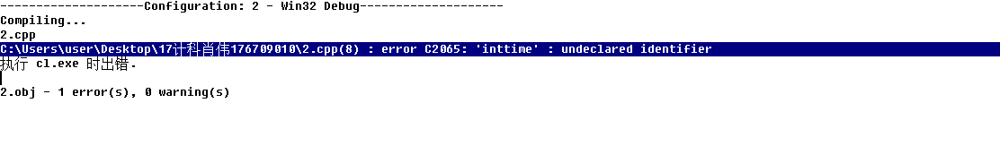 --------------------Configuration: 2 - Win32 Debug--------------------
Compiling...
2.cpp
C:\Users\user\Desktop\17计科肖伟176709010\2.cpp(8) : error C2065: 'inttime' : undeclared identifier
执行 cl.exe 时出错.
2.obj - 1 error(s), 0 warning(s)